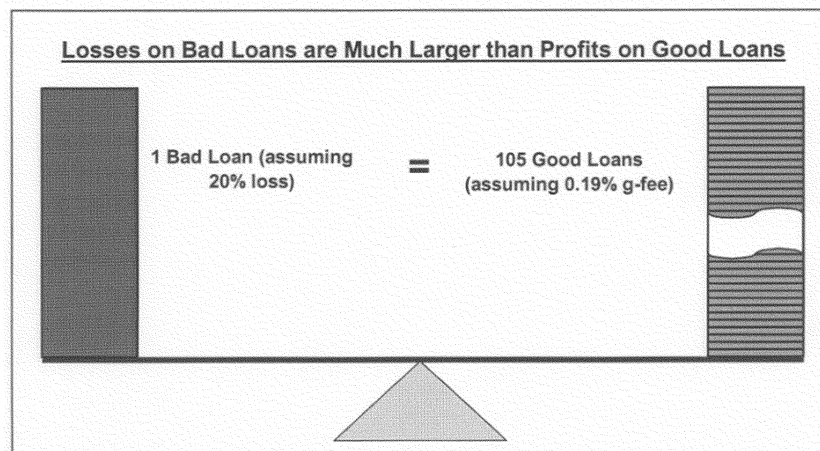 Losses on Bad Loans are Much Larger than Profits on Good Loans
1 Bad Loan (assuming
20% loss)
=
105 Good Loans
(assuming 0.19% g-fee)